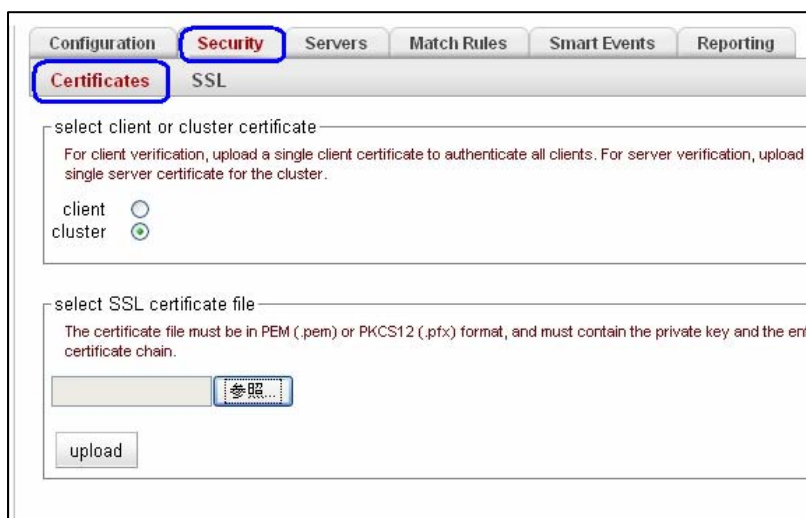 Configuration Security Servers Match Rules Smart Events Reporting
Certificates SSL
select client or cluster certificate
For client verification, upload a single client certificate to authenticate all clients. For server verification, upload
single server certificate for the cluster.
client
cluster
select SSL certificate file
The certificate file must be in PEM (.pem) or PKCS12 (.pfx) format, and must contain the private key and the
certificate chain.
参照...
upload